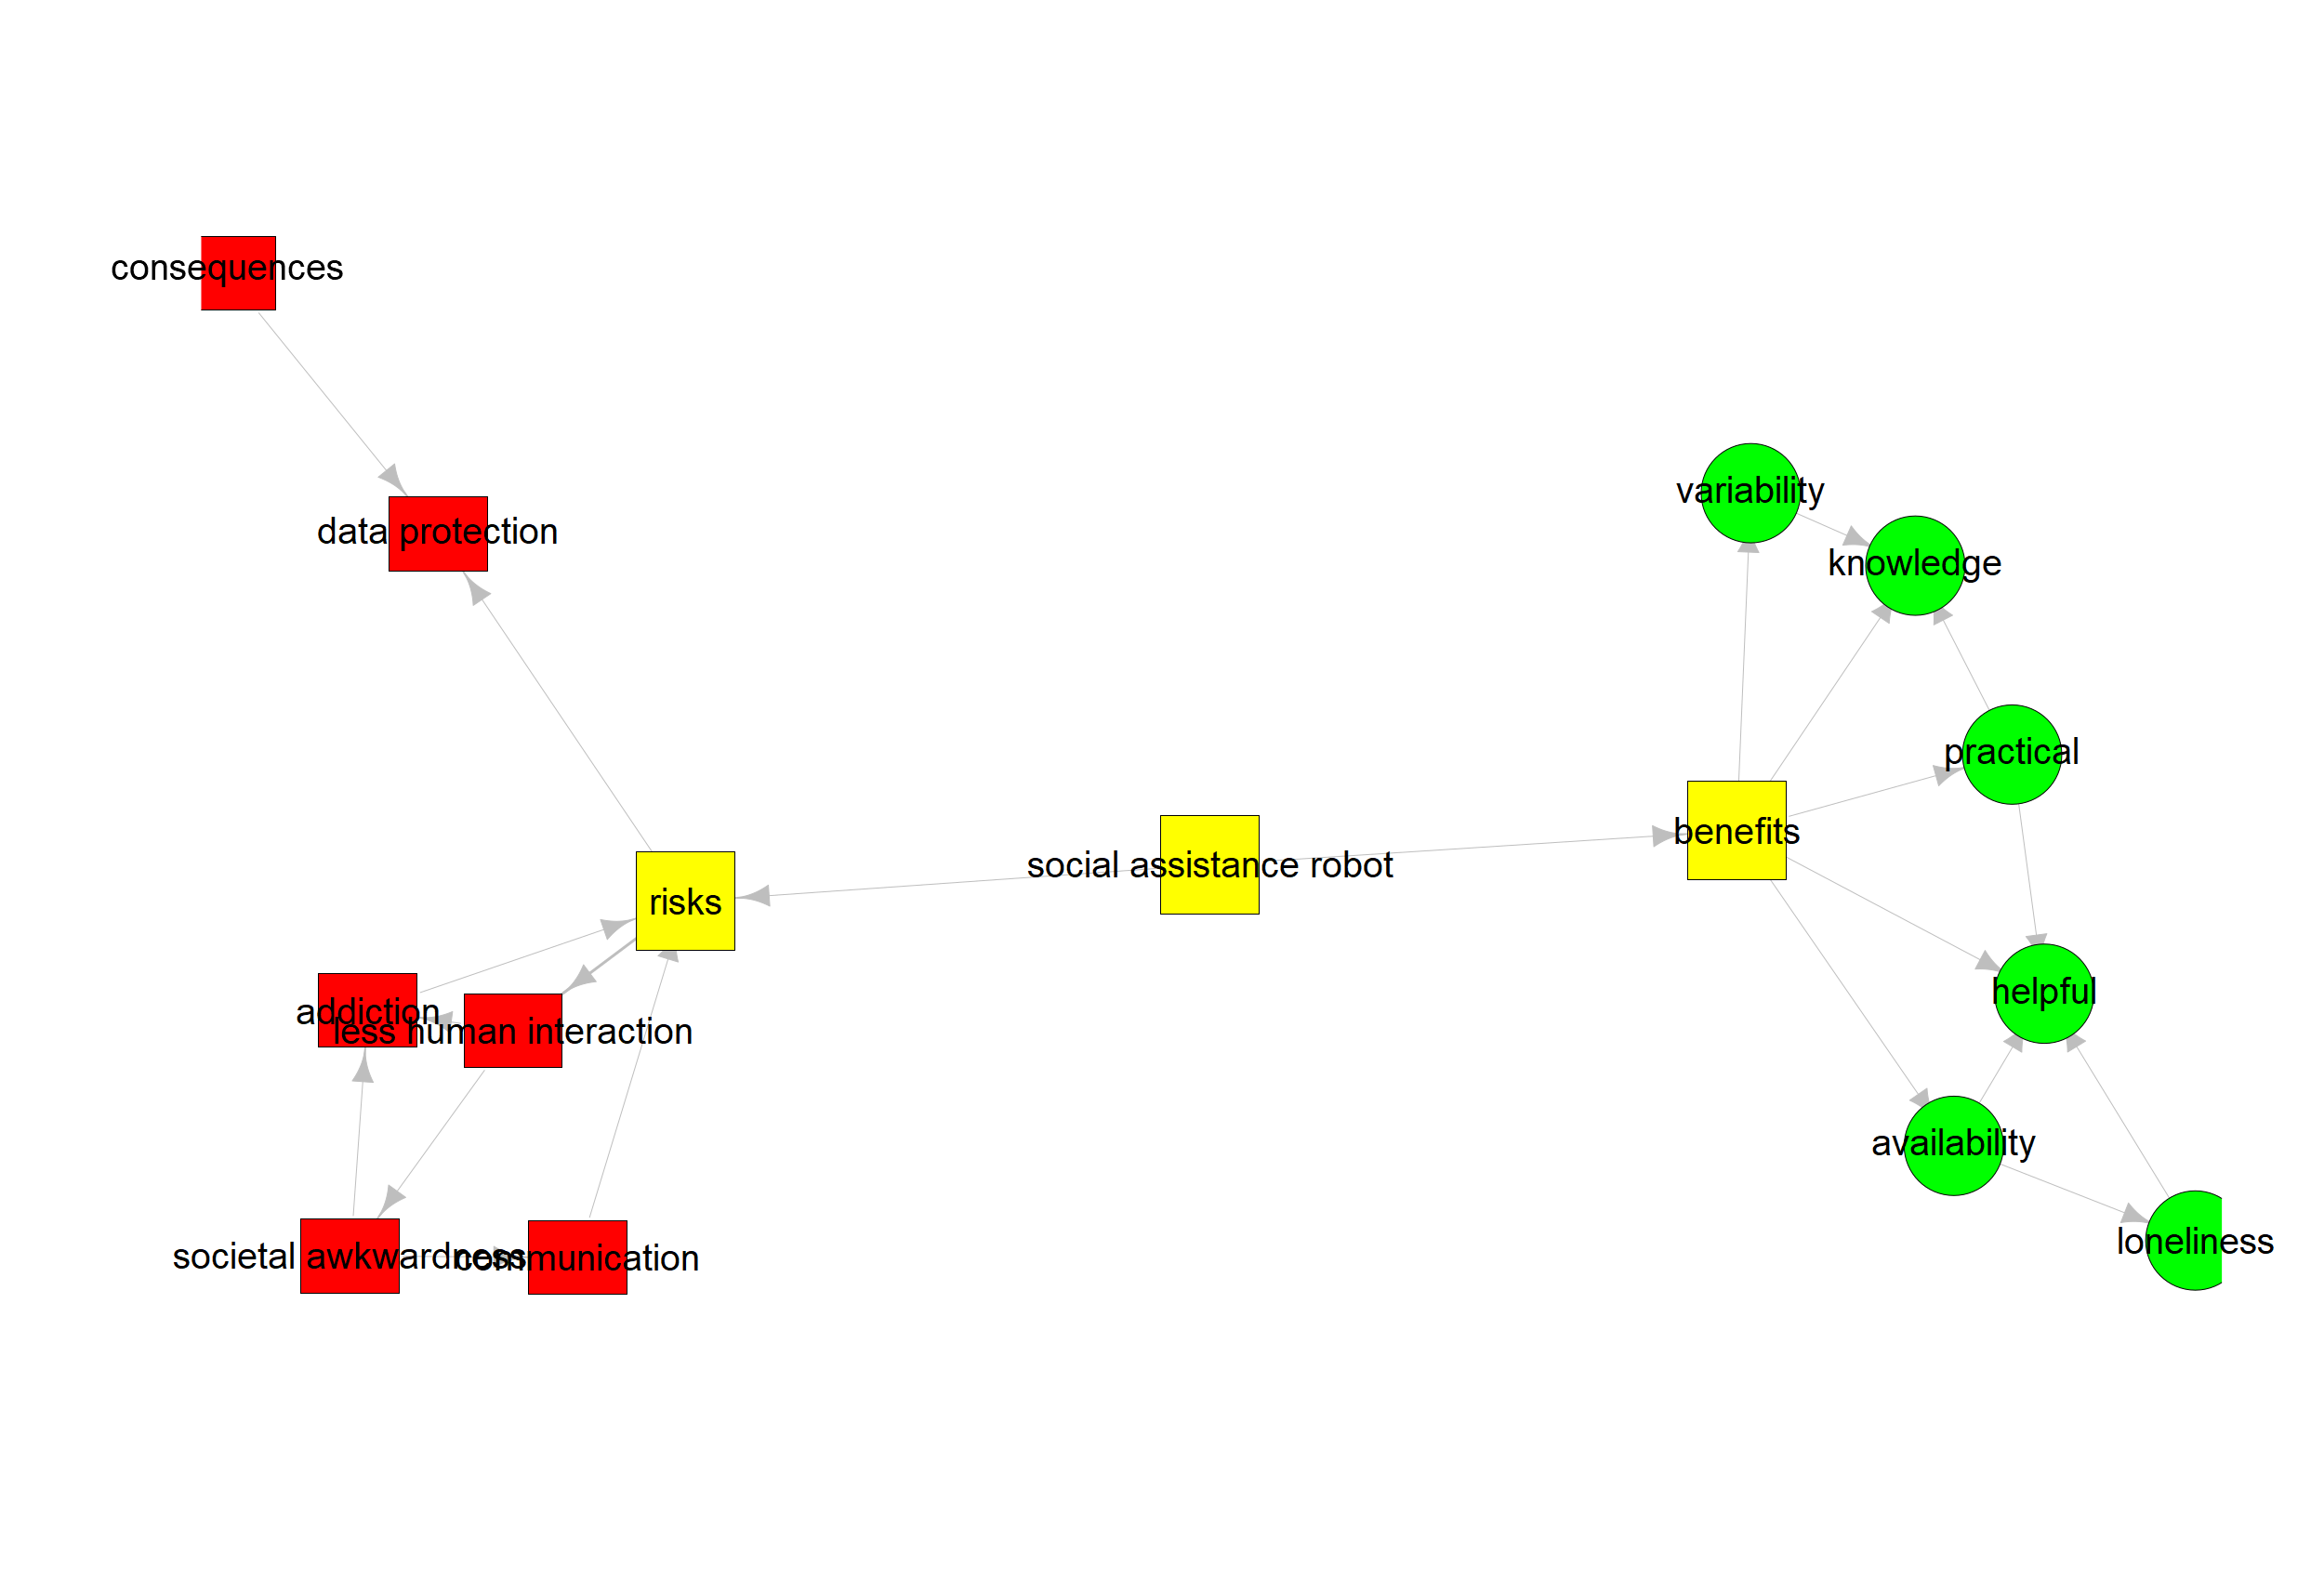 consequences
data protection
variability
knowledge
practical
benefits
social assistance robot
risks
helpful
addiction
less human interaction
availability
loneliness
societal awkwardness
communication